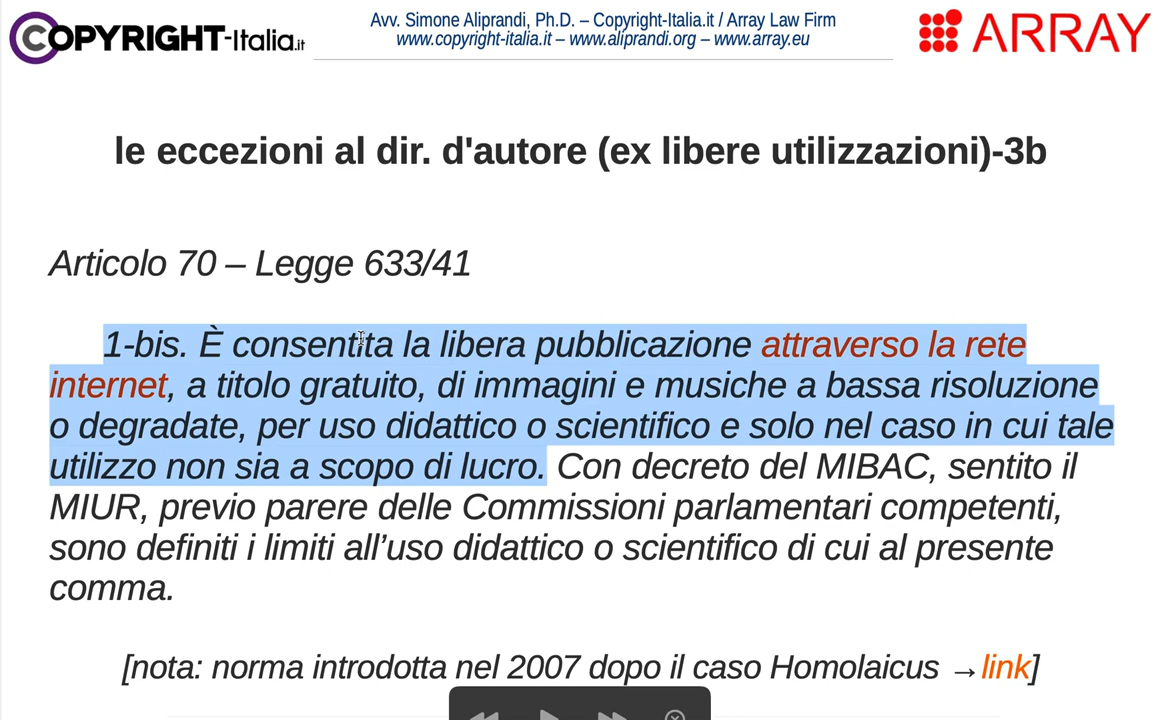 COPYRIGHT-Italia.it
Avv. Simone Aliprandi, Ph.D. – Copyright-Italia.it / Array Law Firm
www.copyright-italia.it – www.aliprandi.org – www.array.eu
ARRAY
le eccezioni al dir. d'autore (ex libere utilizzazioni)-3b
Articolo 70 – Legge 633/41
1-bis. È consentita la libera pubblicazione attraverso la rete
internet, a titolo gratuito, di immagini e musiche a bassa risoluzione
o degradate, per uso didattico o scientifico e solo nel caso in cui tale
utilizzo non sia a scopo di lucro. Con decreto del MIBAC, sentito il
MIUR, previo parere delle Commissioni parlamentari competenti,
sono definiti i limiti all’uso didattico o scientifico di cui al presente
comma.
[nota: norma introdotta nel 2007 dopo il caso Homolaicus →link]